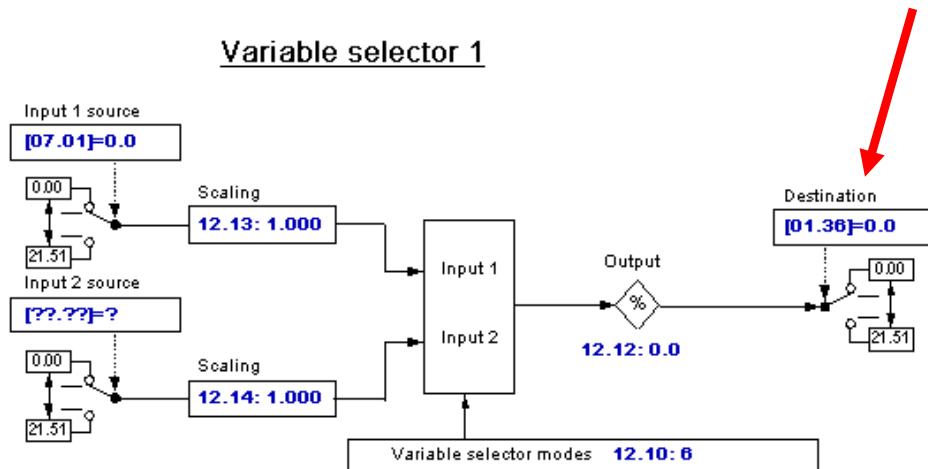 Variable selector 1
Input 1 source
[07.01]=0.0
0.00
21.51
Scaling
12.13: 1.000
Input 2 source
[??.??]=?
0.00
21.51
Scaling
12.14: 1.000
Input 1
Input 2
Output
%
12.12: 0.0
Destination
[01.36]=0.0
0.00
21.51
Variable selector modes 12.10: 6